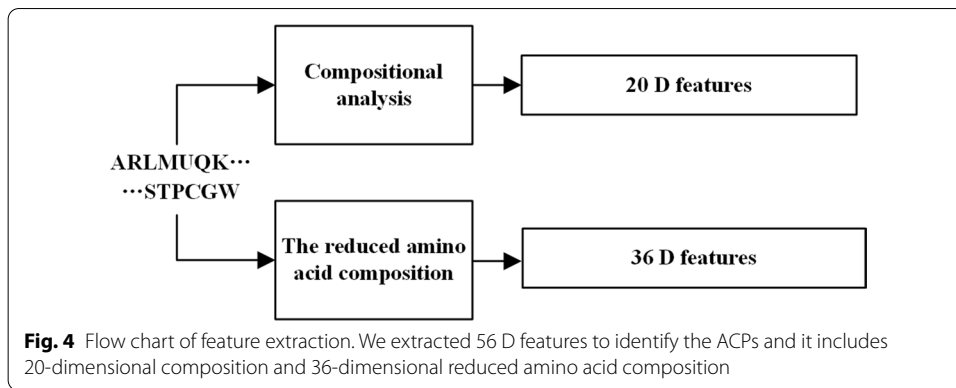 Compositional
analysis
20 D features
ARLMUQK⋯
⋯STPCGW
The reduced amino
acid composition
36 D features
Fig. 4 Flow chart of feature extraction. We extracted 56 D features to identify the ACPs and it includes
20-dimensional composition and 36-dimensional reduced amino acid composition